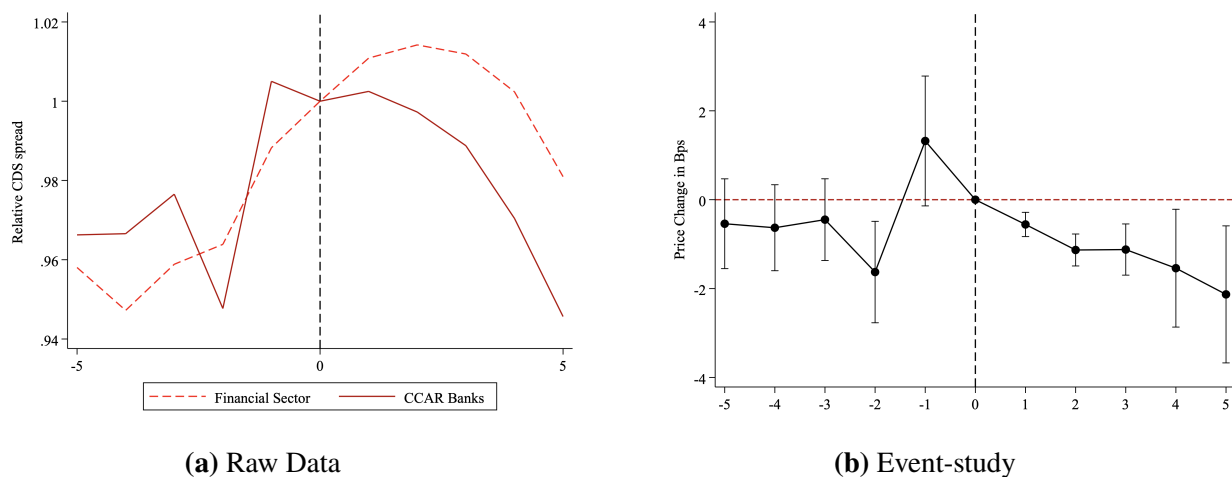 1.02
1
.98
.96
.94
Relative CDS spread
-5
0
5
Financial Sector
CCAR Banks
(a) Raw Data
4
2
0
-2
-4
Price Change in Bps
-5 -4 -3 -2 -1 0 1 2 3 4 5
(b) Event-study